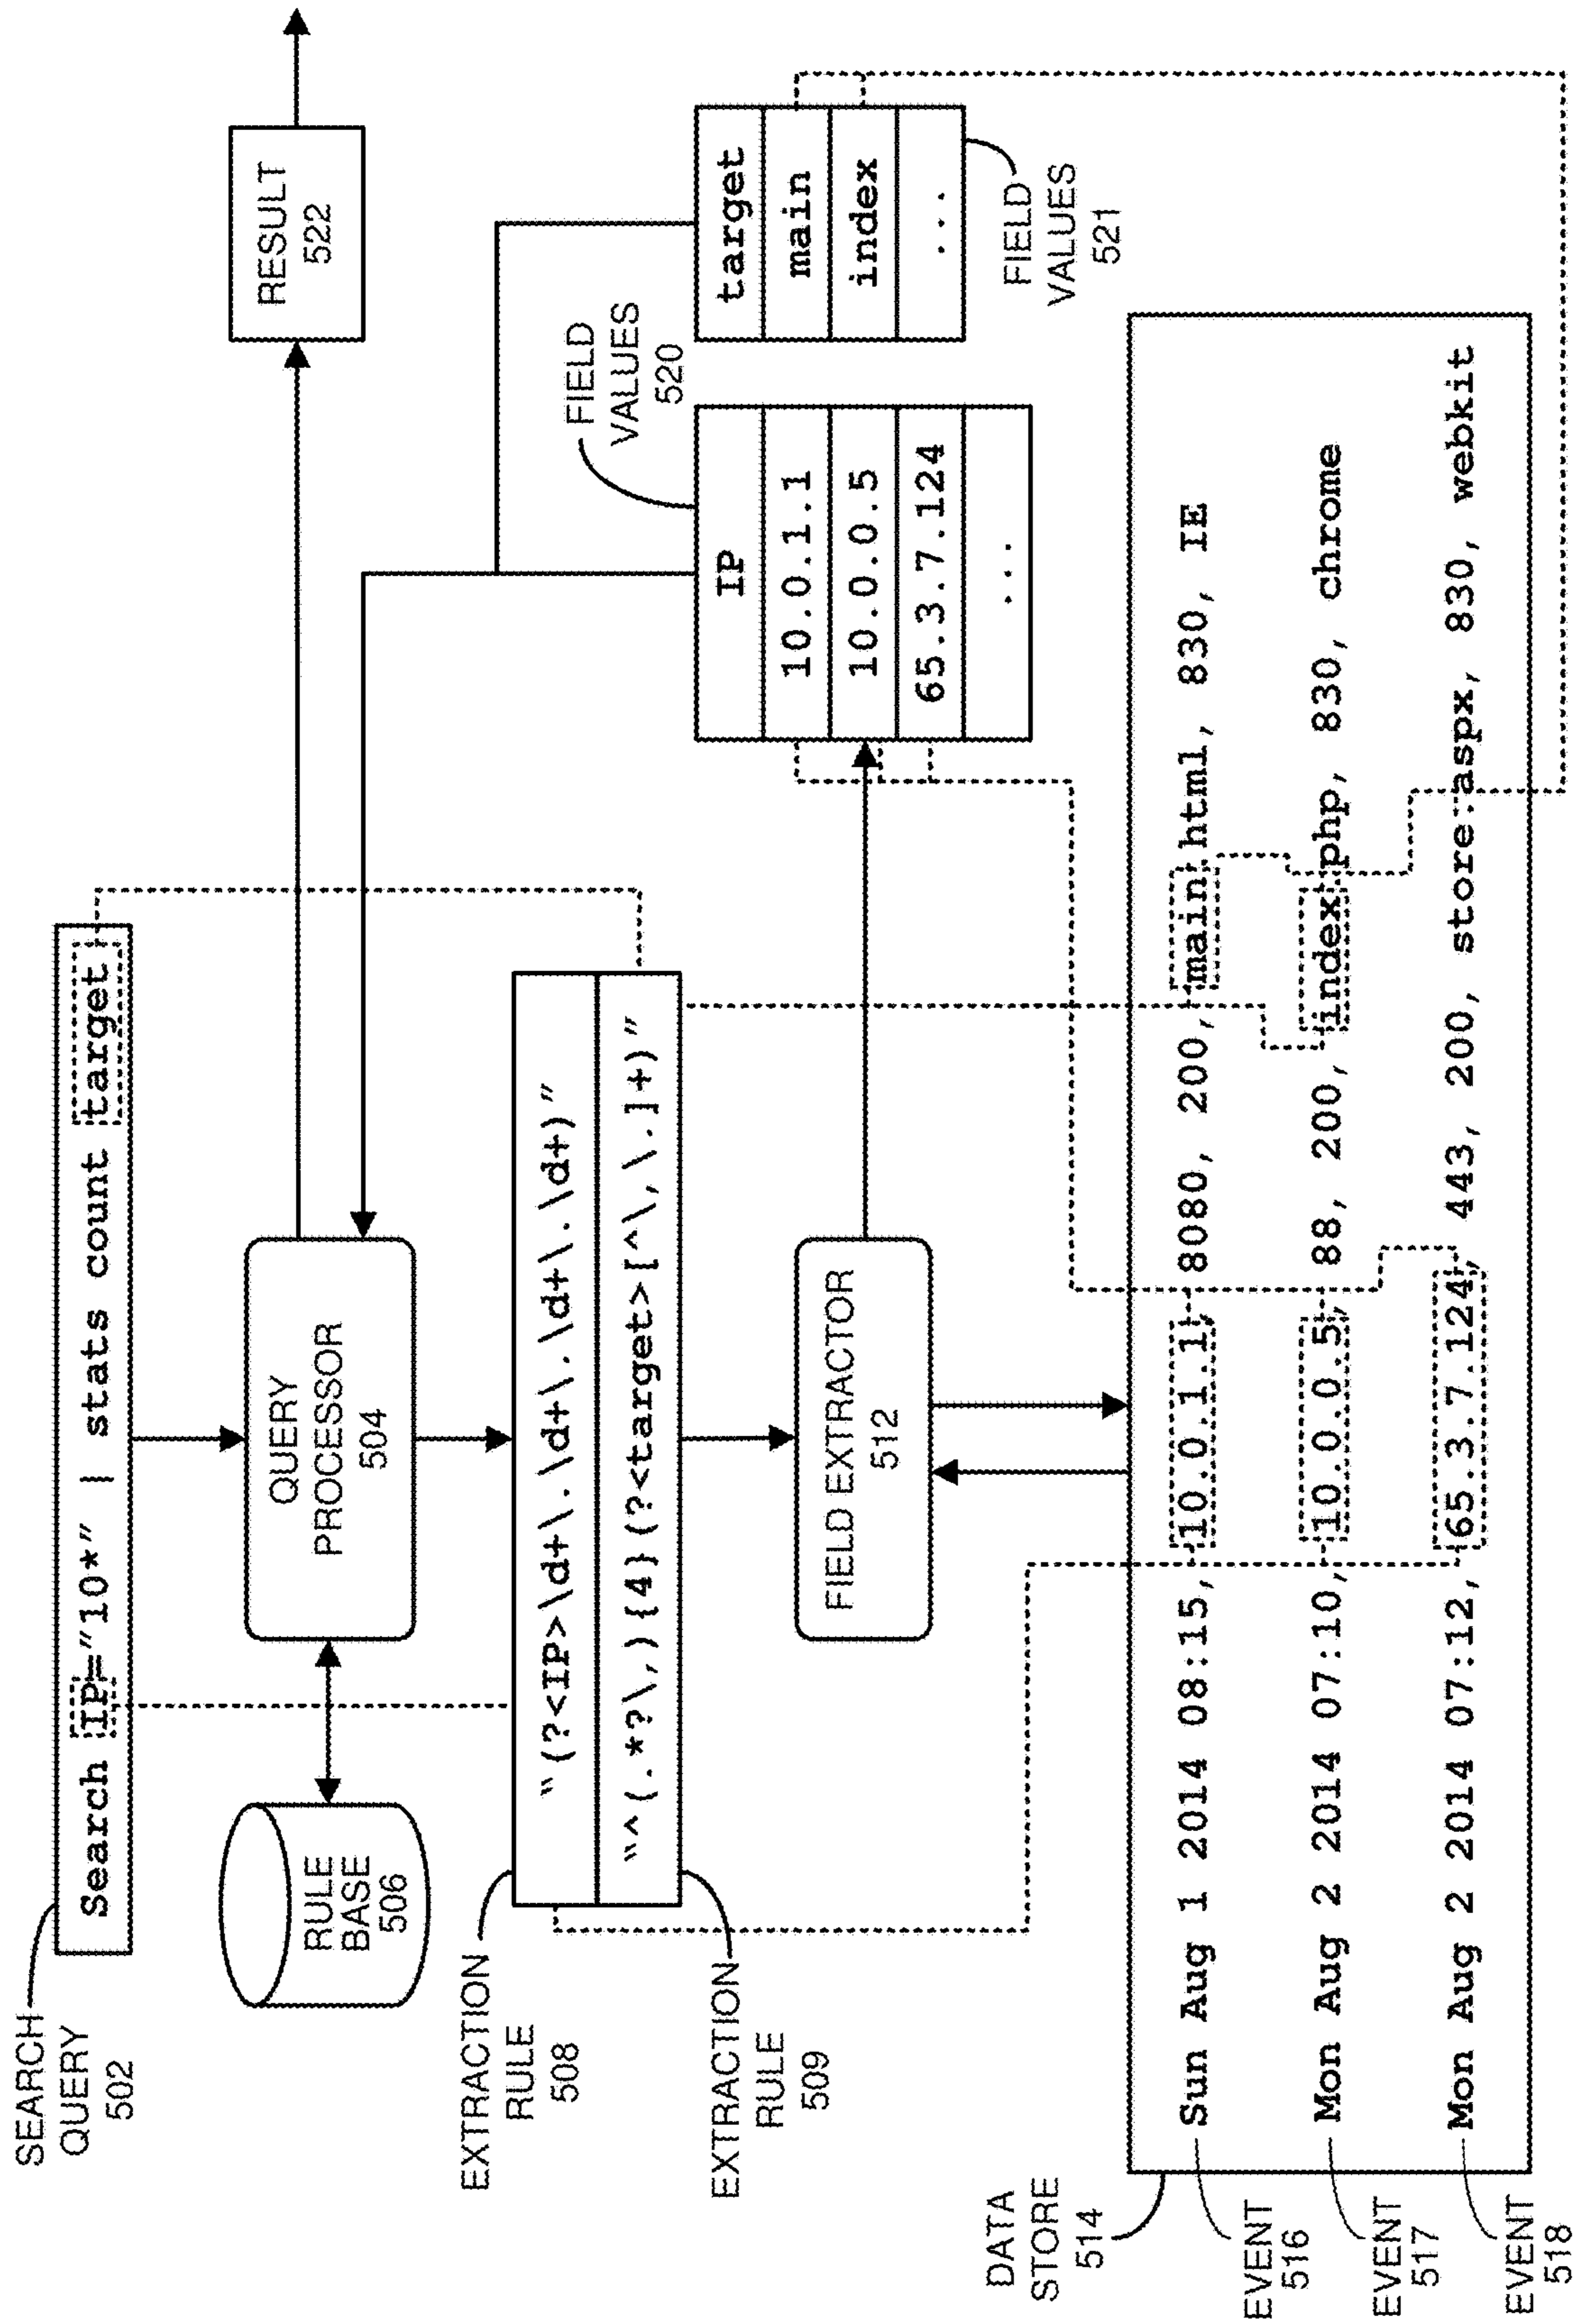 SEARCH
QUERY
502
Search IP="10*" | stats count target
RULE
BASE
506
QUERY
PROCESSOR
504
RESULT
522
EXTRACTION
RULE
508
"(?<IP>\d+\.\d+\.\d+\.\d+)"
"^(.*?\,){4}(?<target>[^\,\.]+)"
EXTRACTION
RULE
509
FIELD EXTRACTOR
512
FIELD
VALUES
520
IP
10.0.1.1
10.0.0.5
65.3.7.124
...
target
main
index
...
FIELD
VALUES
521
DATA
STORE
514
Sun Aug 1 2014 08:15, 10.0.1.1, 8080, 200, main.html, 830, IE
Mon Aug 2 2014 07:10, 10.0.0.5, 88, 200, index.php, 830, chrome
Mon Aug 2 2014 07:12, 65.3.7.124, 443, 200, store.aspx, 830, webkit
EVENT
516
EVENT
517
EVENT
518